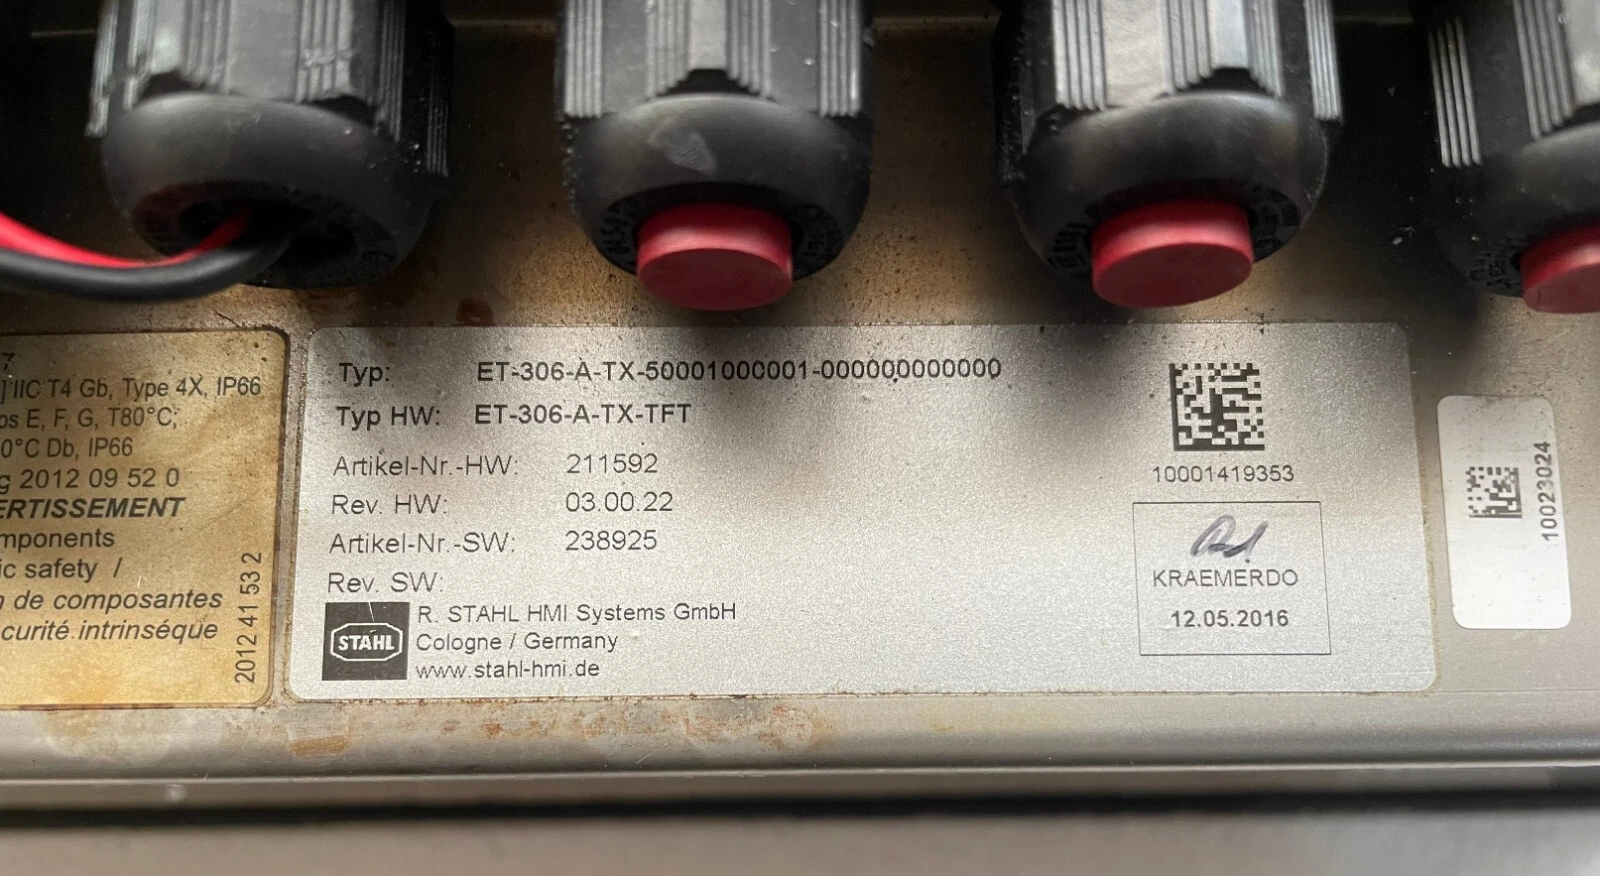 7
]IIC T4 Gb, Type 4X, IP66
os E, F, G, T80°C;
0°C Db, IP66
g 2012 09 52 0
ERTISSEMENT
mponents
ic safety /
n de composantes
curité intrinséque
2012 41 53 2
Typ: ET-306-A-TX-50001000001-000000000000
Typ HW: ET-306-A-TX-TFT
Artikel-Nr.-HW: 211592
Rev. HW: 03.00.22
Artikel-Nr.-SW: 238925
Rev. SW:
STAHL
R. STAHL HMI Systems GmbH
Cologne / Germany
www.stahl-hmi.de
10001419353
KRAEMERDO
12.05.2016
10023024